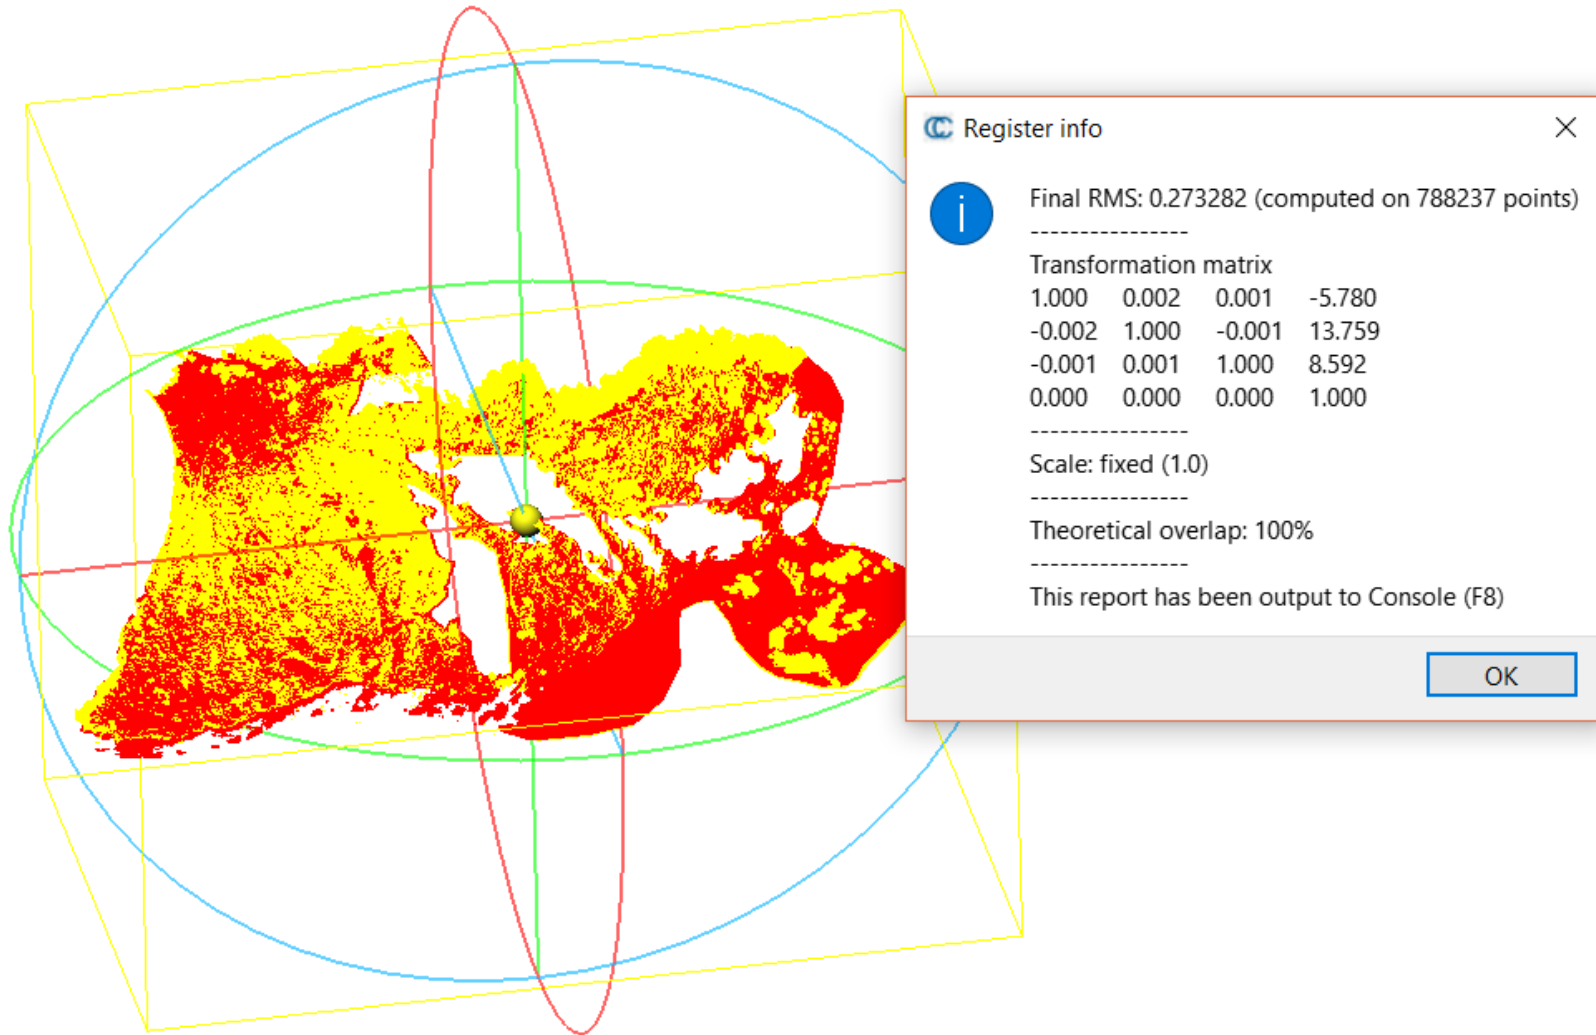 Register info
Final RMS: 0.273282 (computed on 788237 points)
----------------
Transformation matrix
1.000 0.002 0.001 -5.780
-0.002 1.000 -0.001 13.759
-0.001 0.001 1.000 8.592
0.000 0.000 0.000 1.000
----------------
Scale: fixed (1.0)
----------------
Theoretical overlap: 100%
----------------
This report has been output to Console (F8)
OK